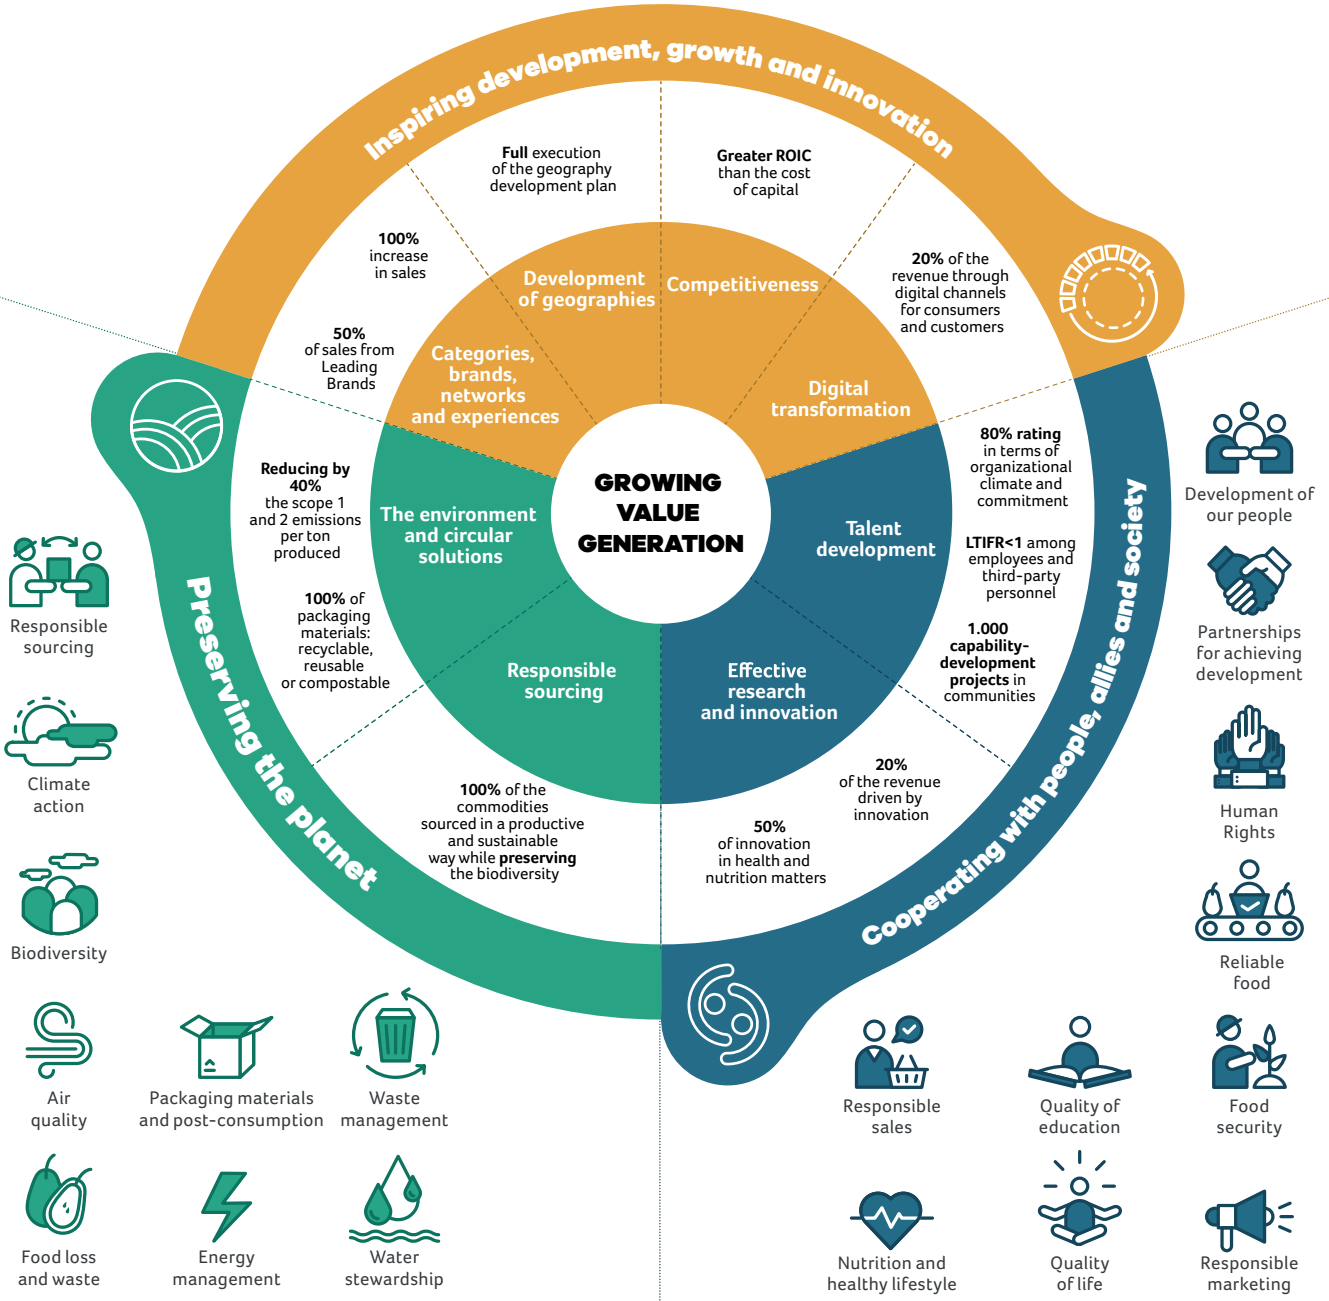 Inspiring development, growth and innovation
Full execution
of the geography
development plan
Greater ROIC
than the cost
of capital
100%
increase
in sales
50%
of sales from
Leading
Brands
20% of the
revenue through
digital channels
for consumers
and customers
Development
of geographies
Competitiveness
Categories,
brands,
networks
and experiences
Digital
transformation
GROWING
VALUE
GENERATION
Preserving the planet
Reducing by
40%
the scope 1
and 2 emissions
per ton
produced
100% of
packaging
materials:
recyclable,
reusable
or compostable
The environment
and circular
solutions
Responsible
sourcing
100% of the
commodities
sourced in a productive
and sustainable
way while preserving
the biodiversity
Talent
development
Effective
research
and innovation
80% rating
in terms of
organizational
climate and
commitment
LTIFR<1 among
employees and
third-party
personnel
1.000
capability-
development
projects in
communities
20%
of the revenue
driven by
innovation
50%
of innovation
in health and
nutrition matters
Cooperating with people, allies and society
Responsible
sourcing
Climate
action
Biodiversity
Air
quality
Packaging materials
and post-consumption
Waste
management
Food loss
and waste
Energy
management
Water
stewardship
Development of
our people
Partnerships
for achieving
development
Human
Rights
Reliable
food
Responsible
sales
Quality of
education
Food
security
Nutrition and
healthy lifestyle
Quality
of life
Responsible
marketing